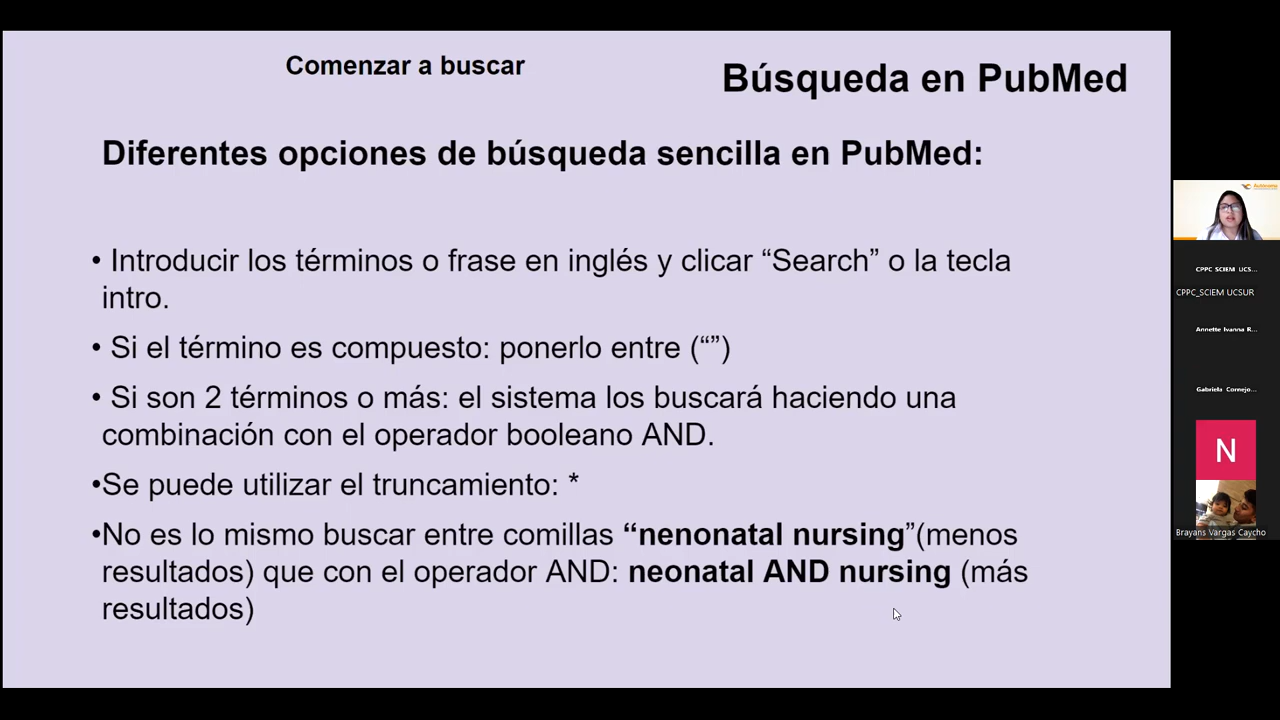 Comenzar a buscar
Búsqueda en PubMed
Diferentes opciones de búsqueda sencilla en PubMed:
• Introducir los términos o frase en inglés y clicar “Search” o la tecla
intro.
• Si el término es compuesto: ponerlo entre (“”)
• Si son 2 términos o más: el sistema los buscará haciendo una
combinación con el operador booleano AND.
•Se puede utilizar el truncamiento: *
•No es lo mismo buscar entre comillas “nenonatal nursing”(menos
resultados) que con el operador AND: neonatal AND nursing (más
resultados)
CPPC SCIEM UCS...
CPPC_SCIEM UCSUR
Annette Ivanna R...
Gabriela Cornejo...
N
Brayans Vargas Caycho